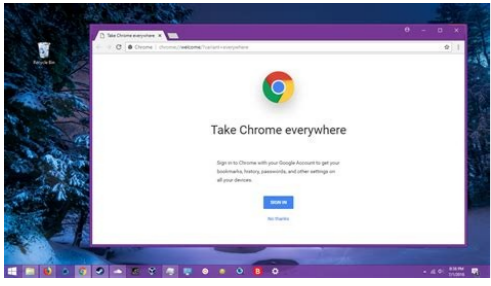 Take Chrome everywhere
Chrome | chrome://welcome/?variant=everywhere
Recycle Bin
Take Chrome everywhere
Sign in to Chrome with your Google Account to get your
bookmarks, history, passwords, and other settings on
all your devices.
SIGN IN
No thanks